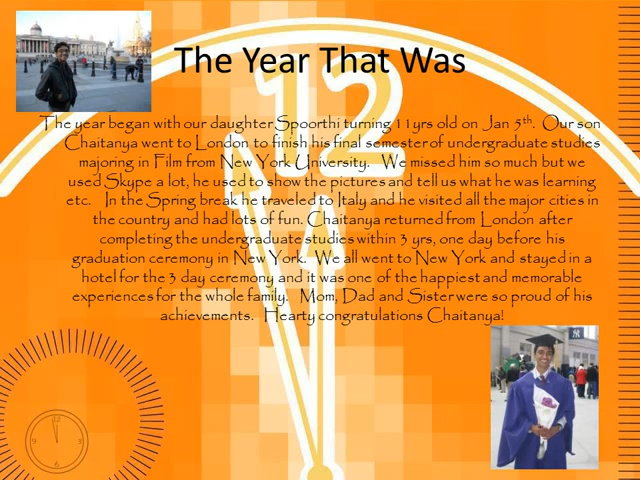 The Year That Was
12
The year began with our daughter Spoorthi turning 11yrs old on Jan 5th. Our son
Chaitanya went to London to finish his final semester of undergraduate studies
majoring in Film from New York University. We missed him so much but we
used Skype a lot, he used to show the pictures and tell us what he was learning
etc. In the Spring break he traveled to Italy and he visited all the major cities in
the country and had lots of fun. Chaitanya returned from London after
completing the undergraduate studies within 3 yrs, one day before his
graduation ceremony in New York. We all went to New York and stayed in a
hotel for the 3 day ceremony and it was one of the happiest and memorable
experiences for the whole family. Mom, Dad and Sister were so proud of his
achievements. Hearty congratulations Chaitanya!
12
9 3
6